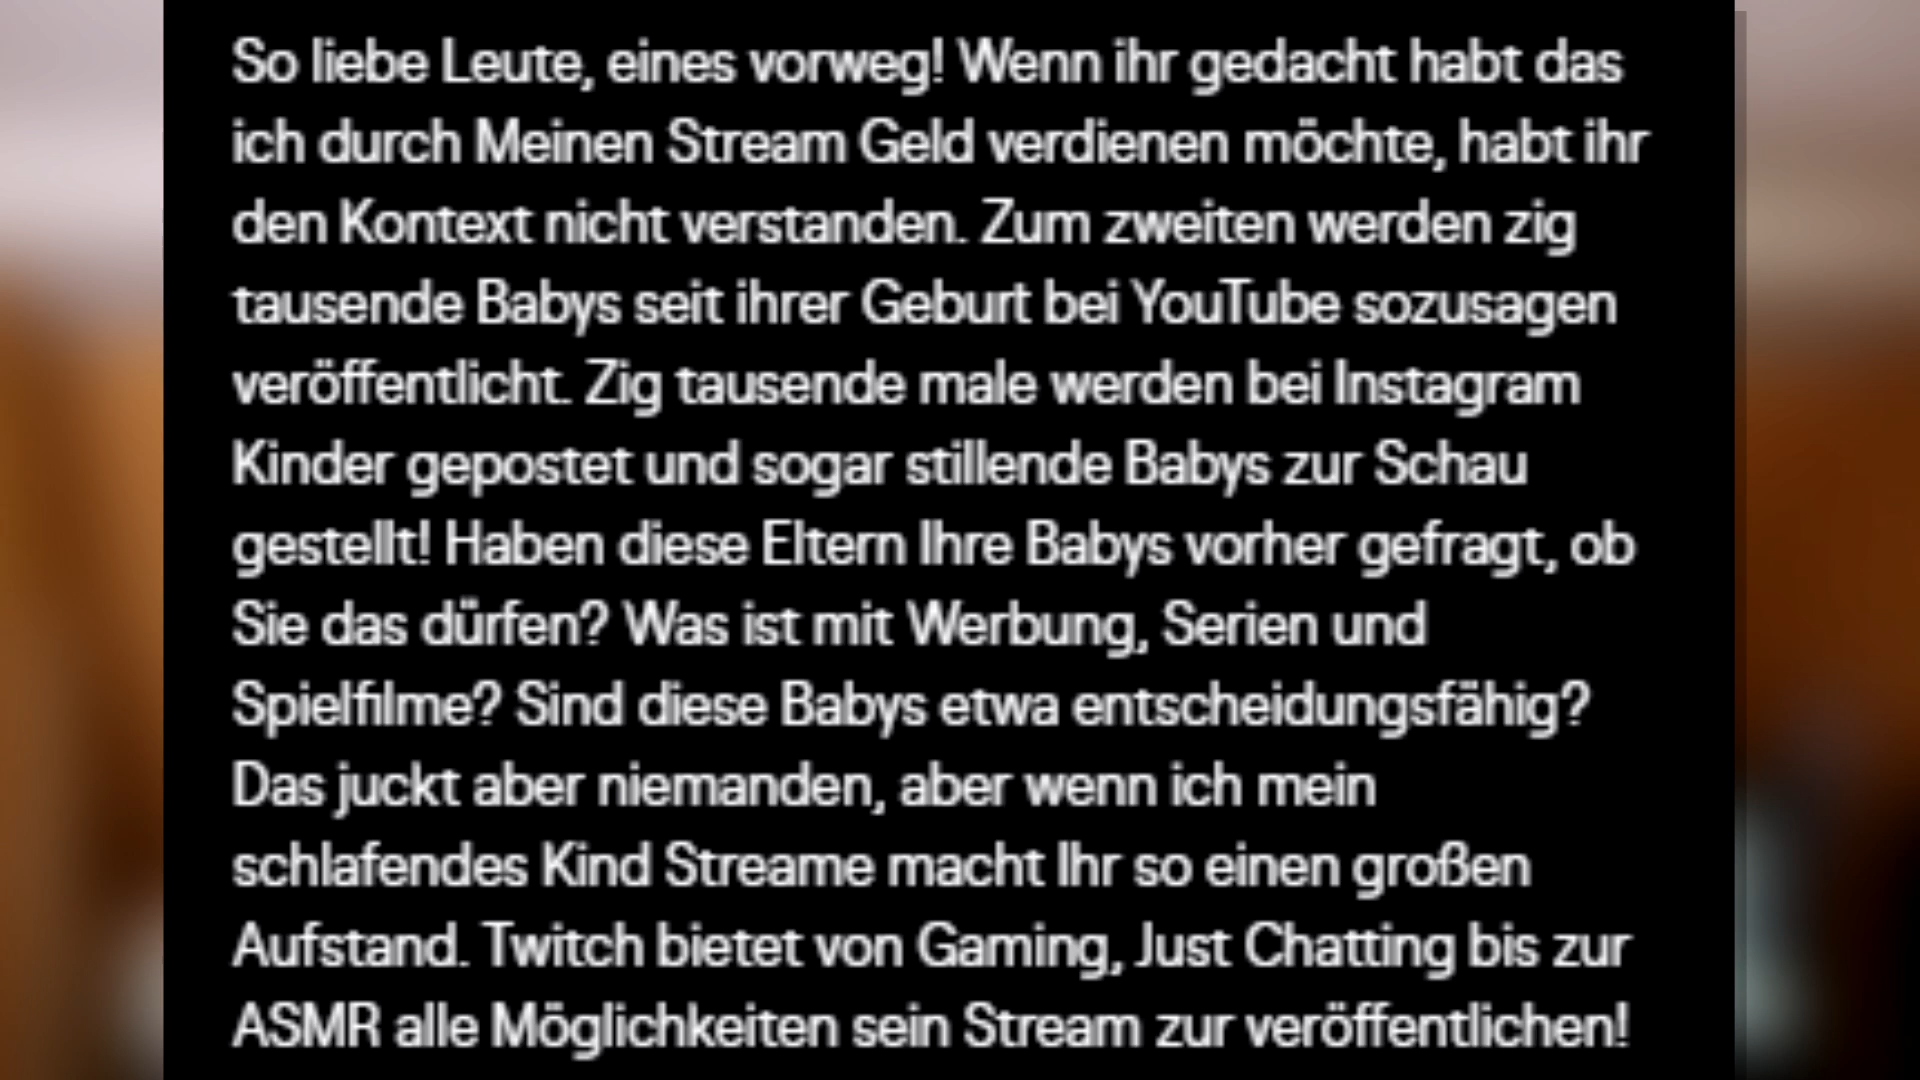 So liebe Leute, eines vorweg! Wenn ihr gedacht habt das
ich durch Meinen Stream Geld verdienen möchte, habt ihr
den Kontext nicht verstanden. Zum zweiten werden zig
tausende Babys seit ihrer Geburt bei YouTube sozusagen
veröffentlicht. Zig tausende male werden bei Instagram
Kinder gepostet und sogar stillende Babys zur Schau
gestellt! Haben diese Eltern Ihre Babys vorher gefragt, ob
Sie das dürfen? Was ist mit Werbung, Serien und
Spielfilme? Sind diese Babys etwa entscheidungsfähig?
Das juckt aber niemanden, aber wenn ich mein
schlafendes Kind Streame macht Ihr so einen großen
Aufstand. Twitch bietet von Gaming, Just Chatting bis zur
ASMR alle Möglichkeiten sein Stream zur veröffentlichen!